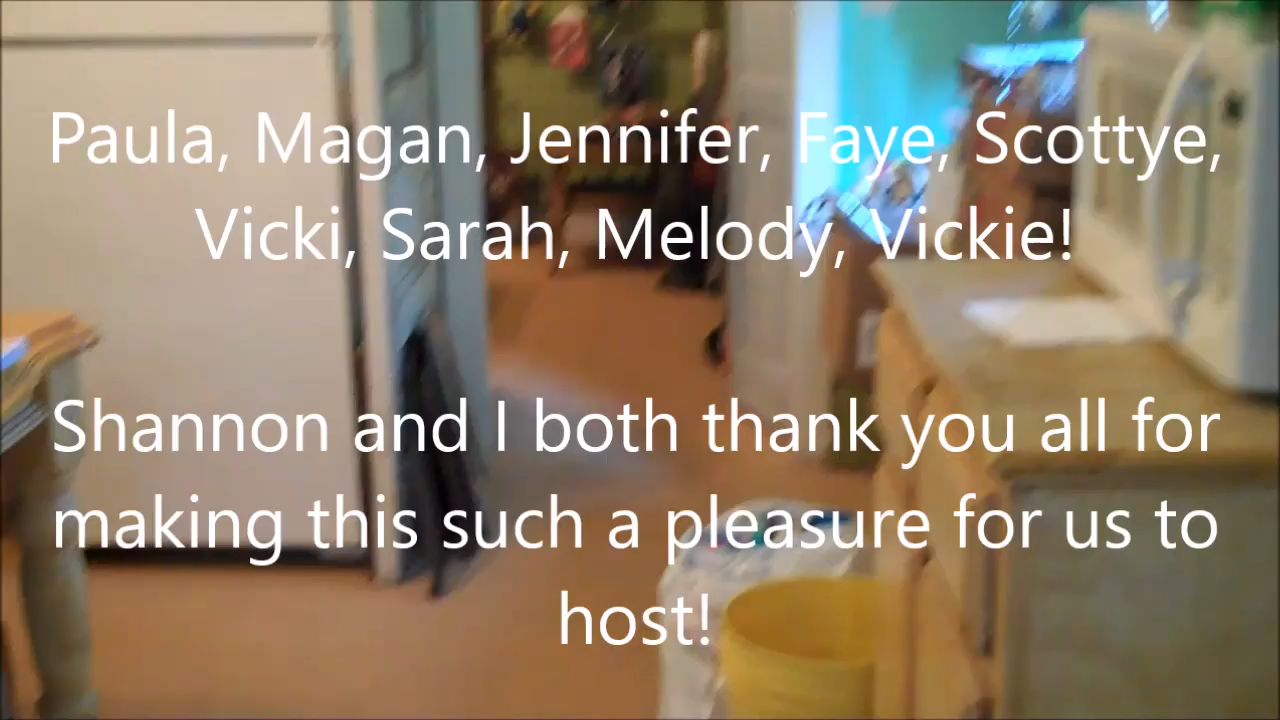 Paula, Magan, Jennifer, Faye, Scottye,
Vicki, Sarah, Melody, Vickie!
Shannon and I both thank you all for
making this such a pleasure for us to
host!